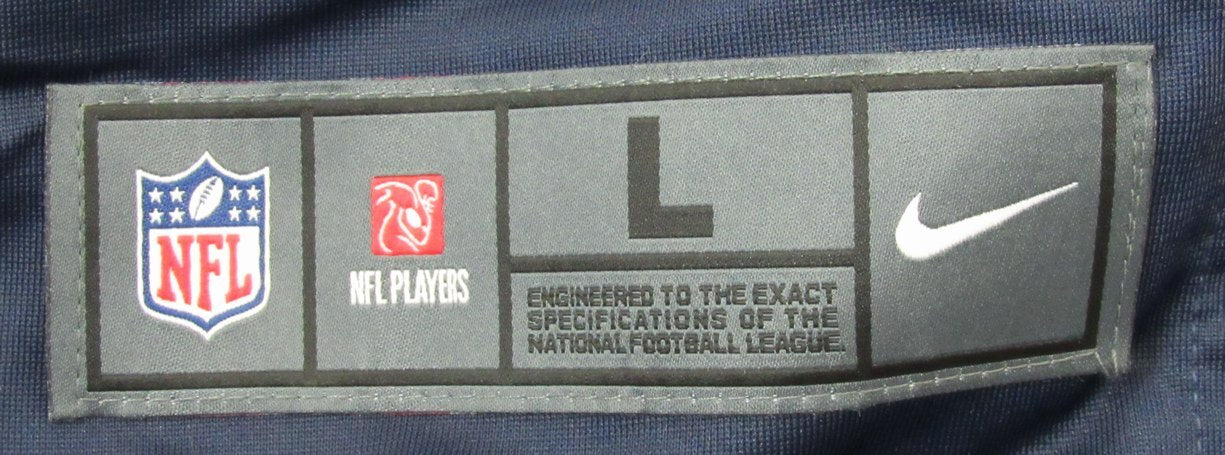 NFL
NFL PLAYERS
L
ENGINEERED TO THE EXACT
SPECIFICATIONS OF THE
NATIONAL FOOTBALL LEAGUE.